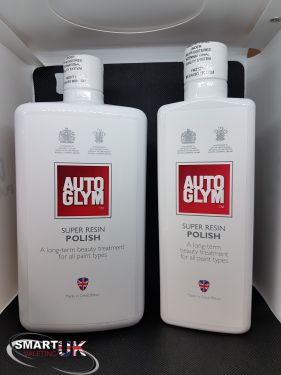 AUTO
GLYM
SUPER RESIN
POLISH
A long-term
beauty treatment
for all paint types
Made in Great Britain
AUTO
GLYM
TM
SUPER RESIN
POLISH
A long-term
beauty treatment
for all paint types
Made in Great Britain
SMART UK
VALETING